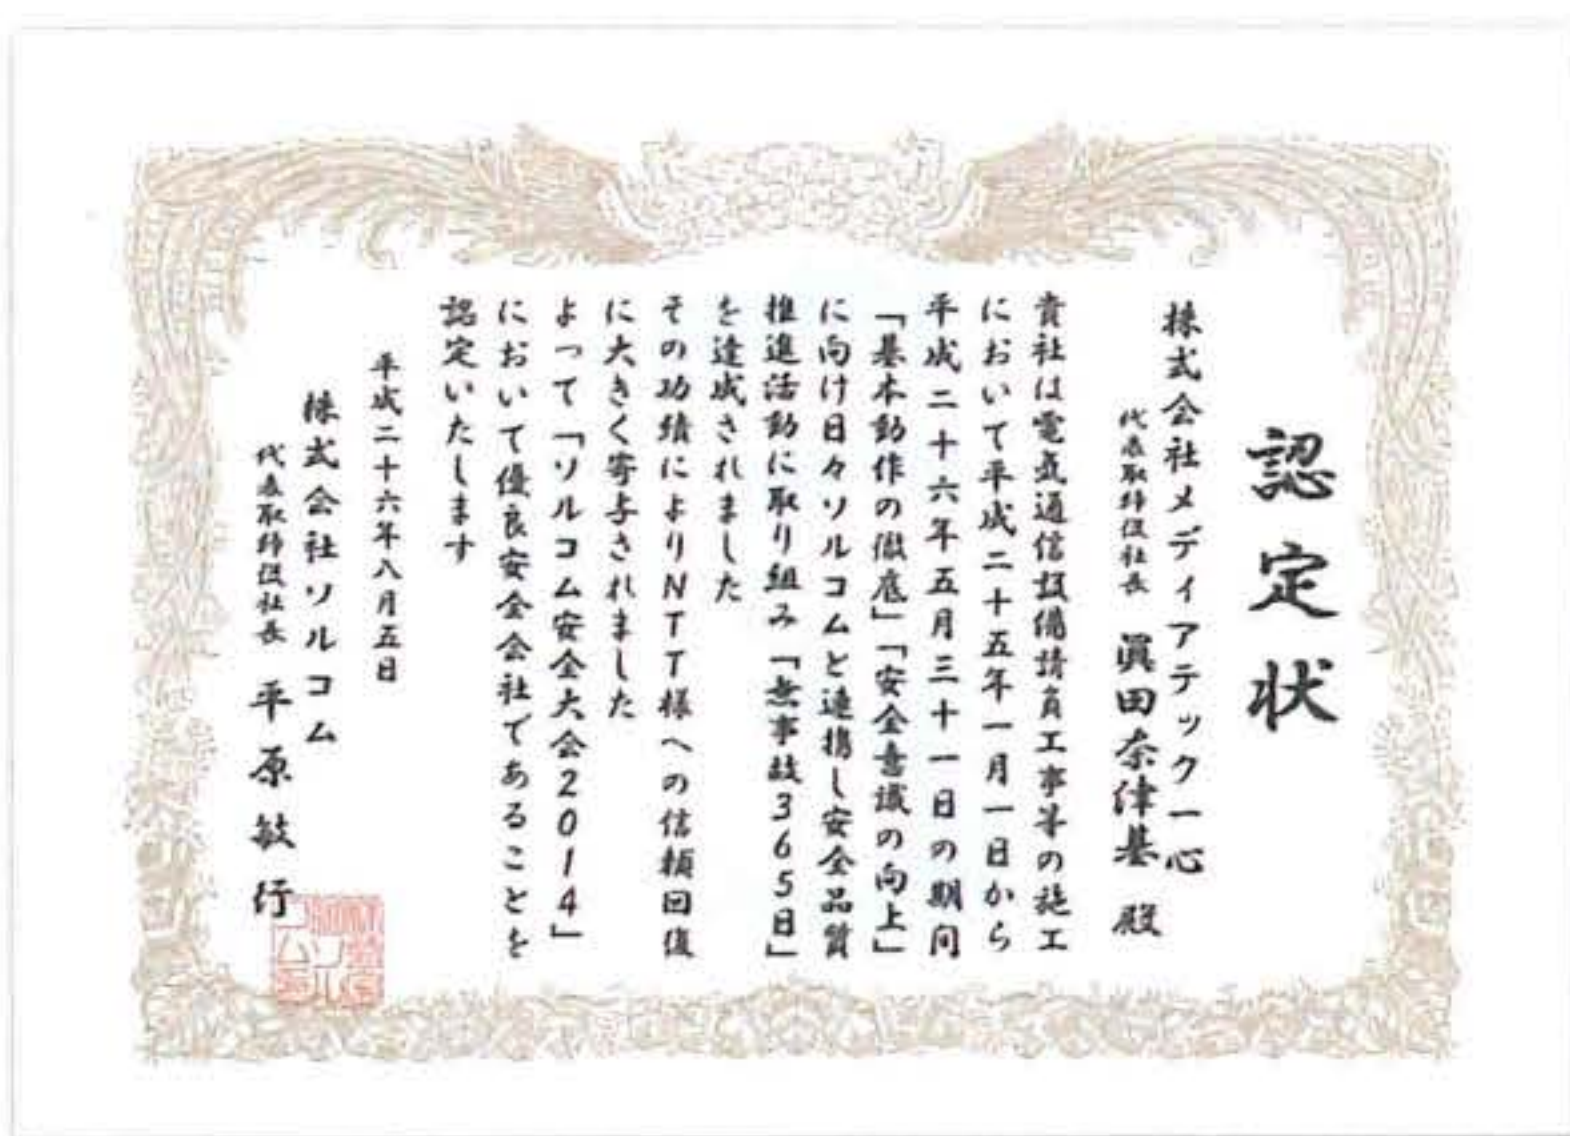 認定状
株式会社メディアテック一心
代表取締役社長 眞田奈津基 殿
貴社は電気通信設備請負工事等の施工
において平成二十五年一月一日から
平成二十六年五月三十一日の期間
「基本動作の徹底」「安全意識の向上」
に向け日々ソルコムと連携し安全品質
推進活動に取り組み「無事故365日」
を達成されました
その功績によりNTT様への信頼回復
に大きく寄与されました
よって「ソルコム安全大会2014」
において優良安全会社であることを
認定いたします
平成二十六年八月五日
株式会社ソルコム
代表取締役社長 平原敏行